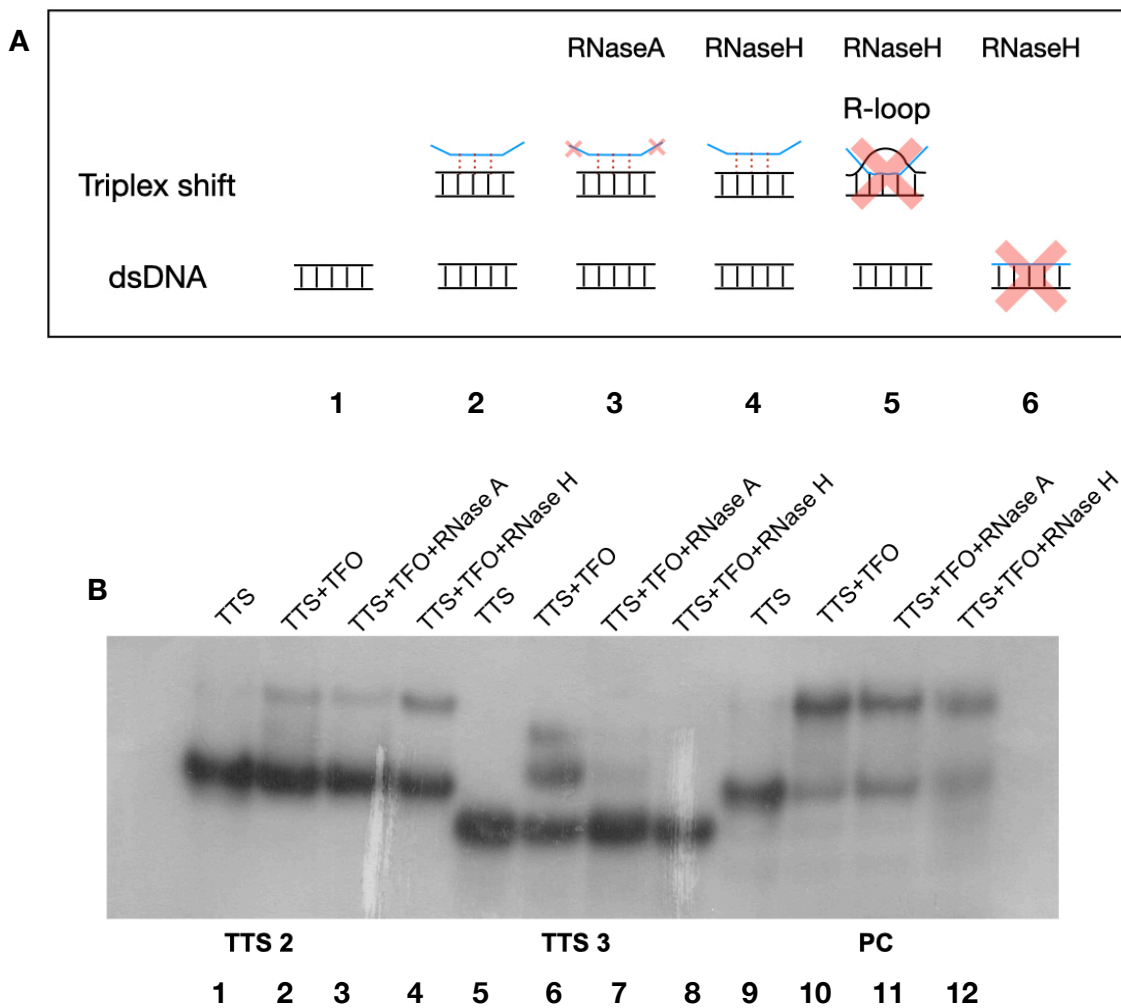 A
RNaseA RNaseH RNaseH RNaseH
R-loop
Triplex shift
dsDNA
1 2 3 4 5 6
B
TTS
TTS+TFO
TTS+TFO+RNase A
TTS+TFO+RNase H
TTS
TTS+TFO
TTS+TFO+RNase A
TTS+TFO+RNase H
TTS
TTS+TFO
TTS+TFO+RNase A
TTS+TFO+RNase H
TTS 2 TTS 3 PC
1 2 3 4 5 6 7 8 9 10 11 12